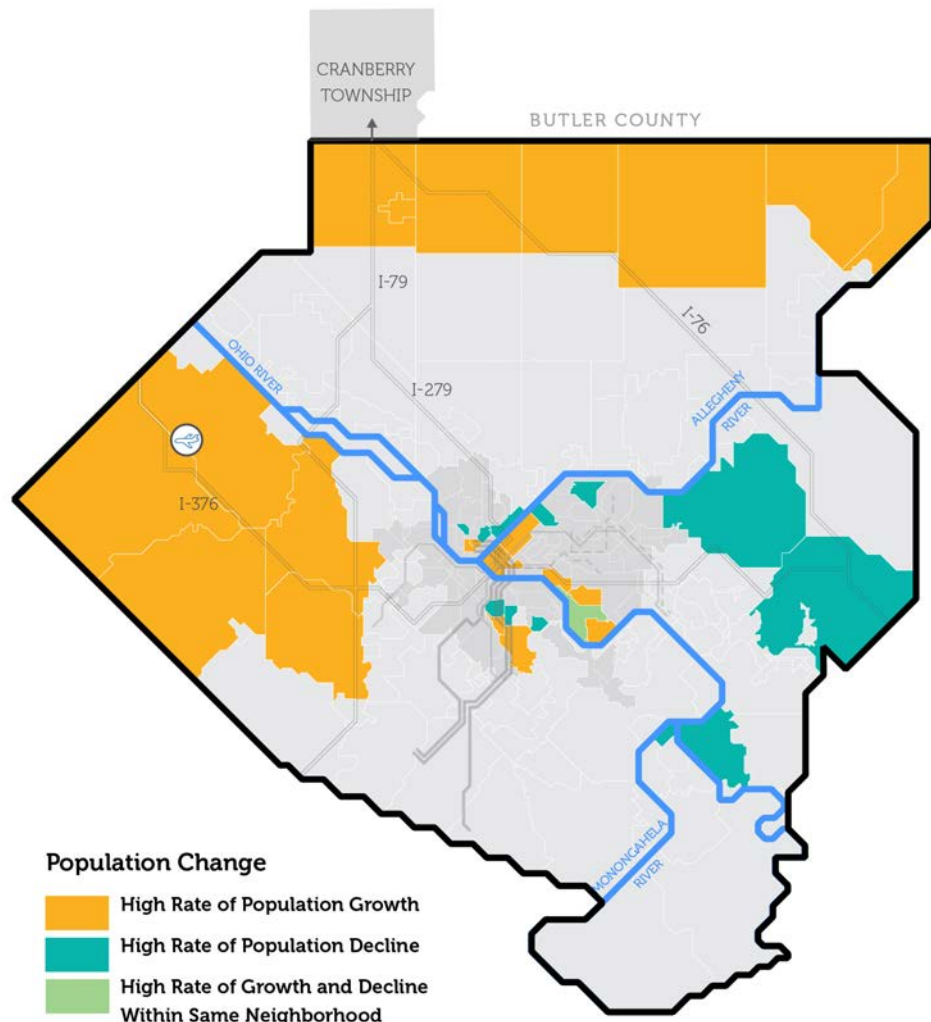 CRANBERRY
TOWNSHIP
BUTLER COUNTY
I-79
I-76
OHIO RIVER
I-279
ALLEGHENY
RIVER
I-376
MONONGAHELA
RIVER
Population Change
High Rate of Population Growth
High Rate of Population Decline
High Rate of Growth and Decline
Within Same Neighborhood